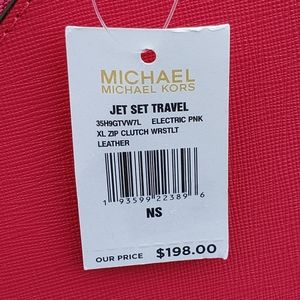 MICHAEL
MICHAEL KORS
JET SET TRAVEL
35H9GTVW7L ELECTRIC PNK
XL ZIP CLUTCH WRSTLT
LEATHER
1 93599 22389 6
NS
OUR PRICE $198.00